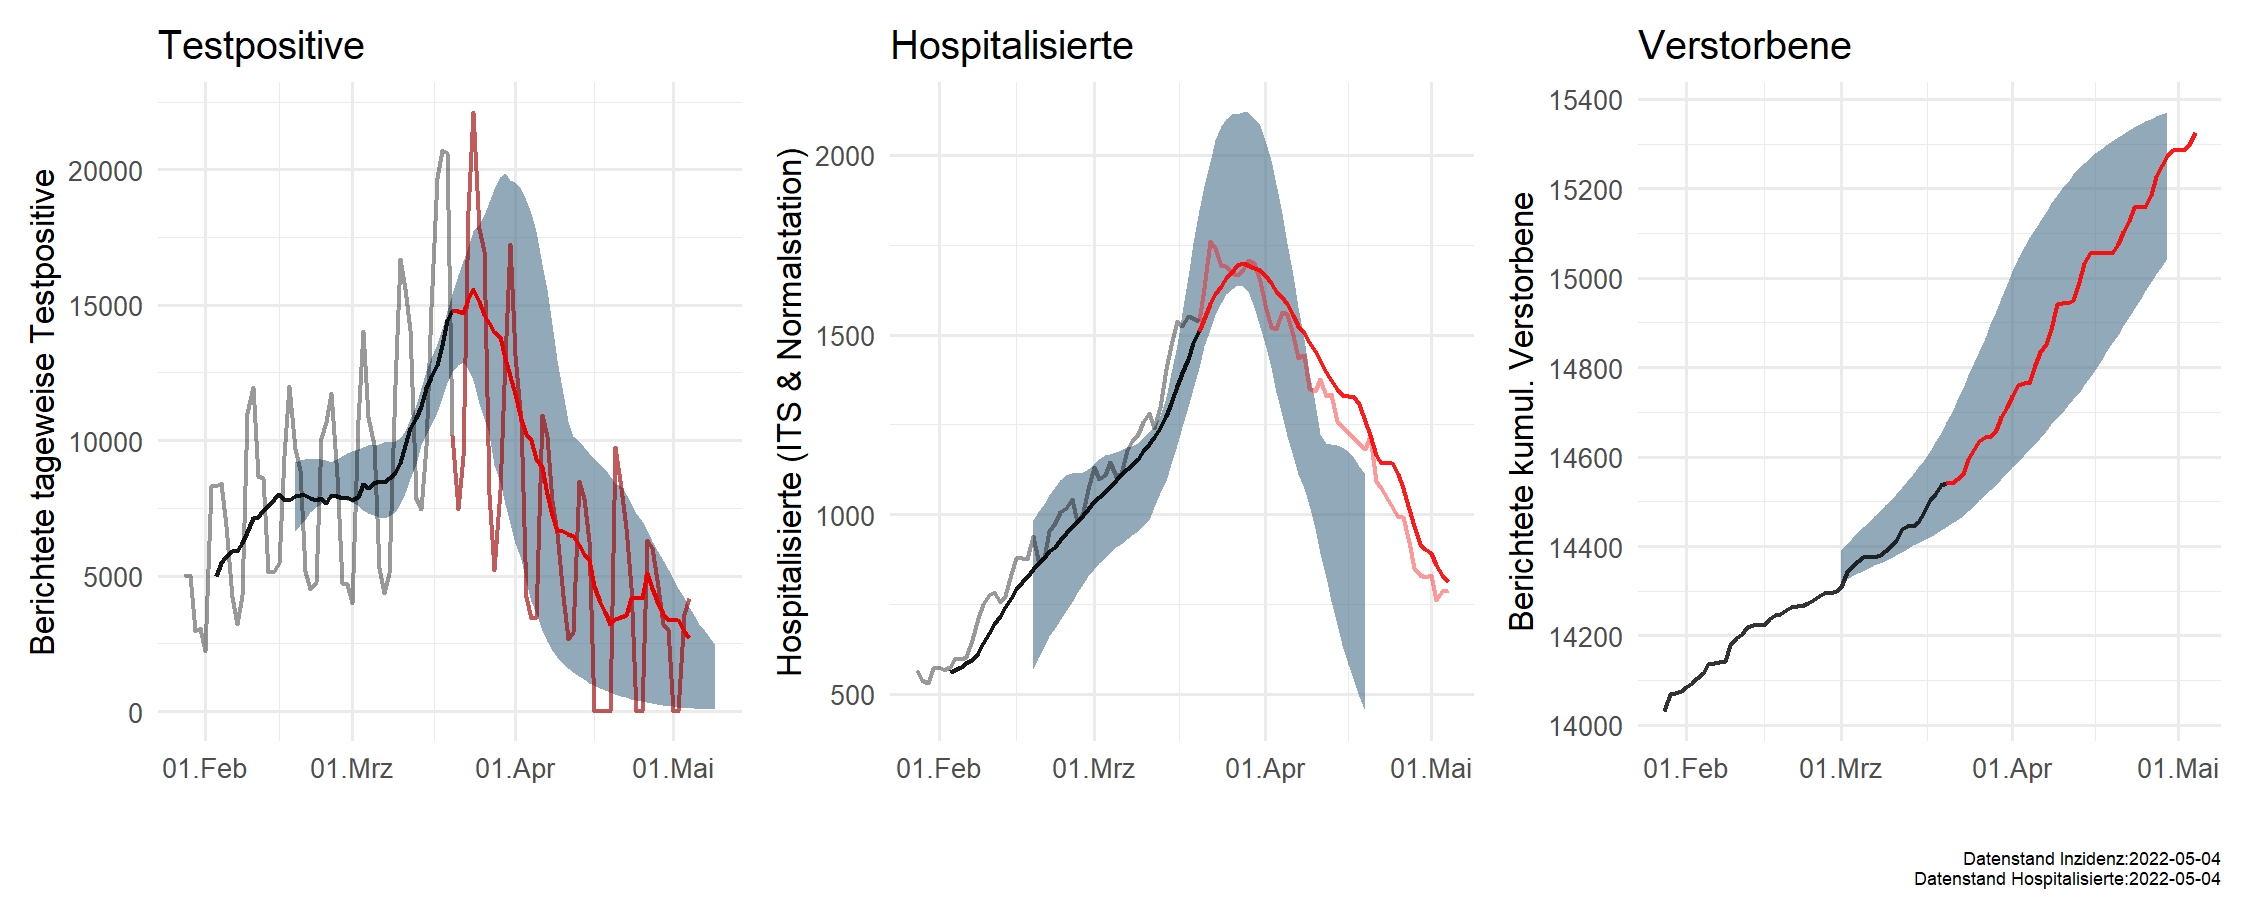 Testpositive
Hospitalisierte
Verstorbene
Berichtete tageweise Testpositive
20000
15000
10000
5000
0
01.Feb
01.Mrz
01.Apr
01.Mai
Hospitalisierte (ITS & Normalstation)
2000
1500
1000
500
01.Feb
01.Mrz
01.Apr
01.Mai
Berichtete kumul. Verstorbene
15400
15200
15000
14800
14600
14400
14200
14000
01.Feb
01.Mrz
01.Apr
01.Mai
Datenstand Inzidenz:2022-05-04
Datenstand Hospitalisierte:2022-05-04